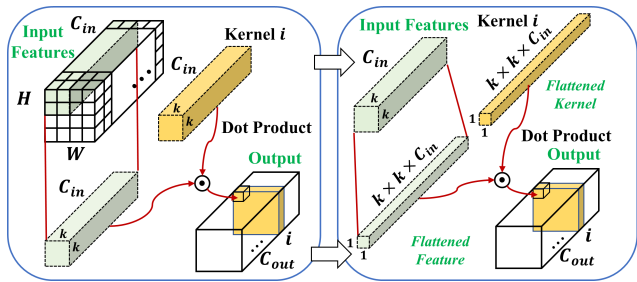 Input
Features
C_in
H
W
C_in
k
k
Kernel i
Dot Product
C_in
k
k
Output
...
i
C_out
Input Features
C_in
k
k
Kernel i
k × k × C_in
1
1
Flattened
Kernel
Dot Product
k × k × C_in
1
1
Flattened
Feature
Output
...
i
C_out